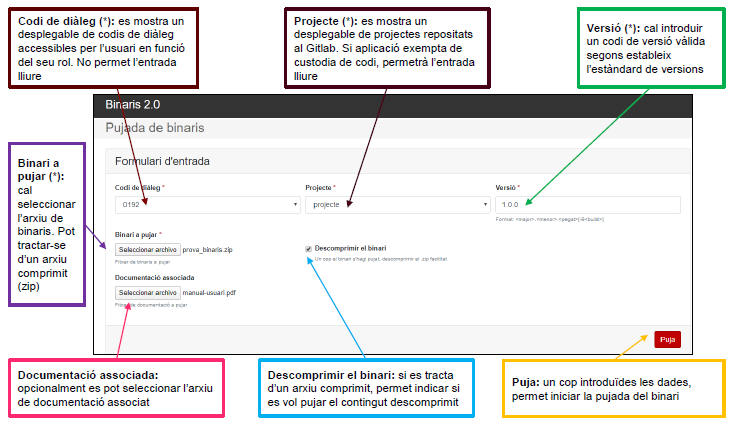 Codi de diàleg (*): es mostra un
desplegable de codis de diàleg
accessibles per l'usuari en funció
del seu rol. No permet l'entrada
lliure
Projecte (*): es mostra un
desplegable de projectes repositats
al Gitlab. Si aplicació exempta de
custodia de codi, permetrà l'entrada
lliure
Versió (*): cal introduir
un codi de versió vàlida
segons estableix
l'estàndard de versions
Binari a
pujar (*):
cal
seleccionar
l'arxiu de
binaris. Pot
tractar-se
d'un arxiu
comprimit
(zip)
Binaris 2.0
Pujada de binaris
Formulari d'entrada
Codi de diàleg *
0192
Projecte *
projecte
Versió *
1.0.0
Format: <major>.<menor>.<pegat>[-B<build>]
Binari a pujar *
Seleccionar archivo prova_binaris.zip
Fitxer de binaris a pujar
Descomprimir el binari
Un cop el binari s'hagi pujat, descomprimir el .zip facilitat
Documentació associada
Seleccionar archivo manual-usuari.pdf
Fitxer de documentació a pujar
Puja
Documentació associada:
opcionalment es pot seleccionar l'arxiu
de documentació associat
Descomprimir el binari: si es tracta
d'un arxiu comprimit, permet indicar si
es vol pujar el contingut descomprimit
Puja: un cop introduïdes les dades,
permet iniciar la pujada del binari